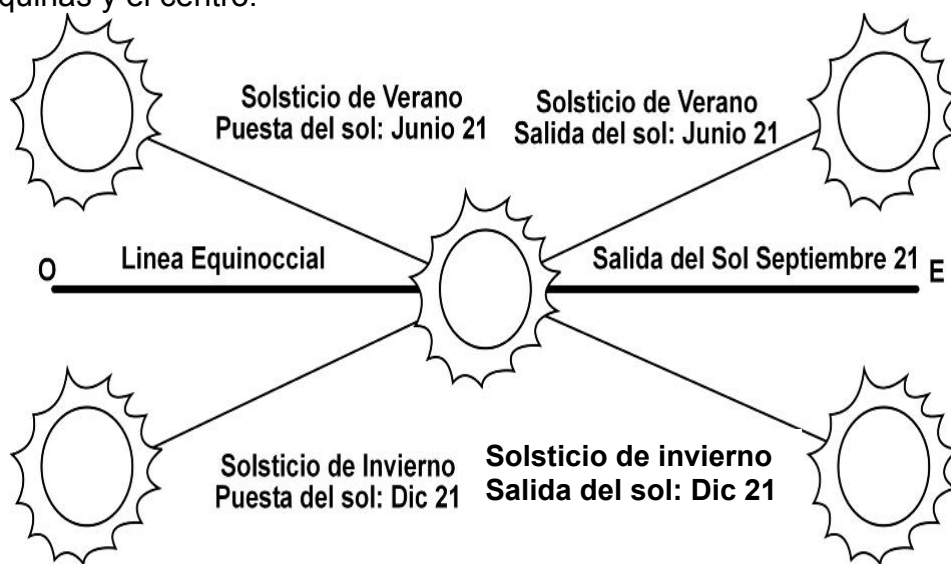 quinas y el centro.
Solsticio de Verano
Puesta del sol: Junio 21
Solsticio de Verano
Salida del sol: Junio 21
O
Linea Equinoccial
Salida del Sol Septiembre 21
E
Solsticio de Invierno
Puesta del sol: Dic 21
Solsticio de invierno
Salida del sol: Dic 21